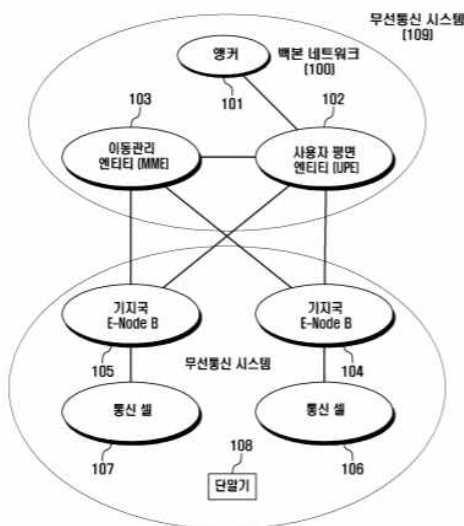 무선통신 시스템
(109)
앵커
백본 네트워크
(100)
101
103
102
이동관리
엔티티 (MME)
사용자 평면
엔티티 (UPE)
기지국
E-Node B
기지국
E-Node B
105
무선통신 시스템
104
통신 셀
통신 셀
107
108
106
단말기